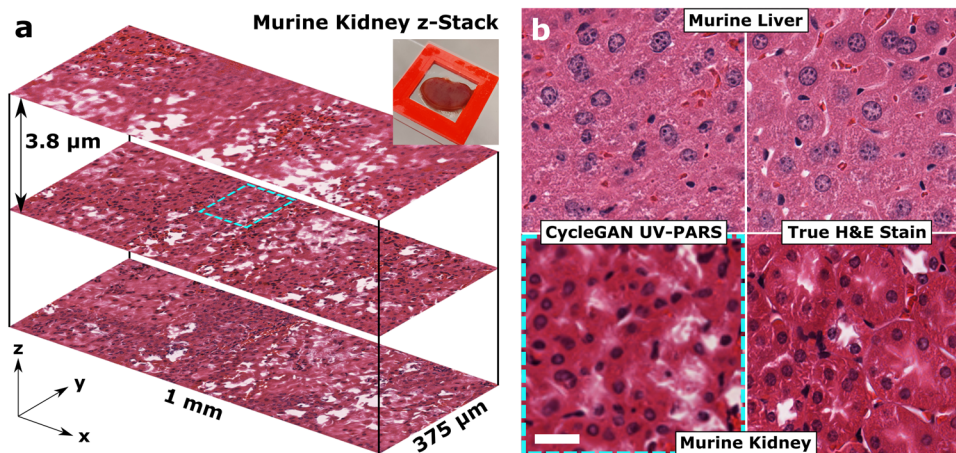 a
Murine Kidney z-Stack
3.8 μm
z
y
x
1 mm
375 μm
b
Murine Liver
CycleGAN UV-PARS
True H&E Stain
Murine Kidney